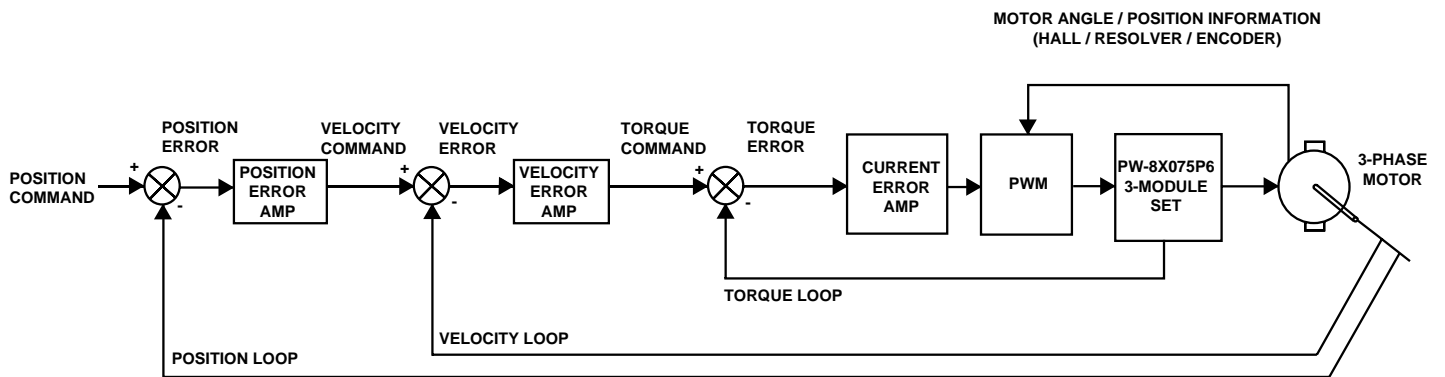 MOTOR ANGLE / POSITION INFORMATION
(HALL / RESOLVER / ENCODER)
POSITION
COMMAND
+
-
POSITION
ERROR
POSITION
ERROR
AMP
VELOCITY
COMMAND
+
-
VELOCITY
ERROR
VELOCITY
ERROR
AMP
TORQUE
COMMAND
+
-
TORQUE
ERROR
CURRENT
ERROR
AMP
PWM
PW-8X075P6
3-MODULE
SET
3-PHASE
MOTOR
TORQUE LOOP
VELOCITY LOOP
POSITION LOOP